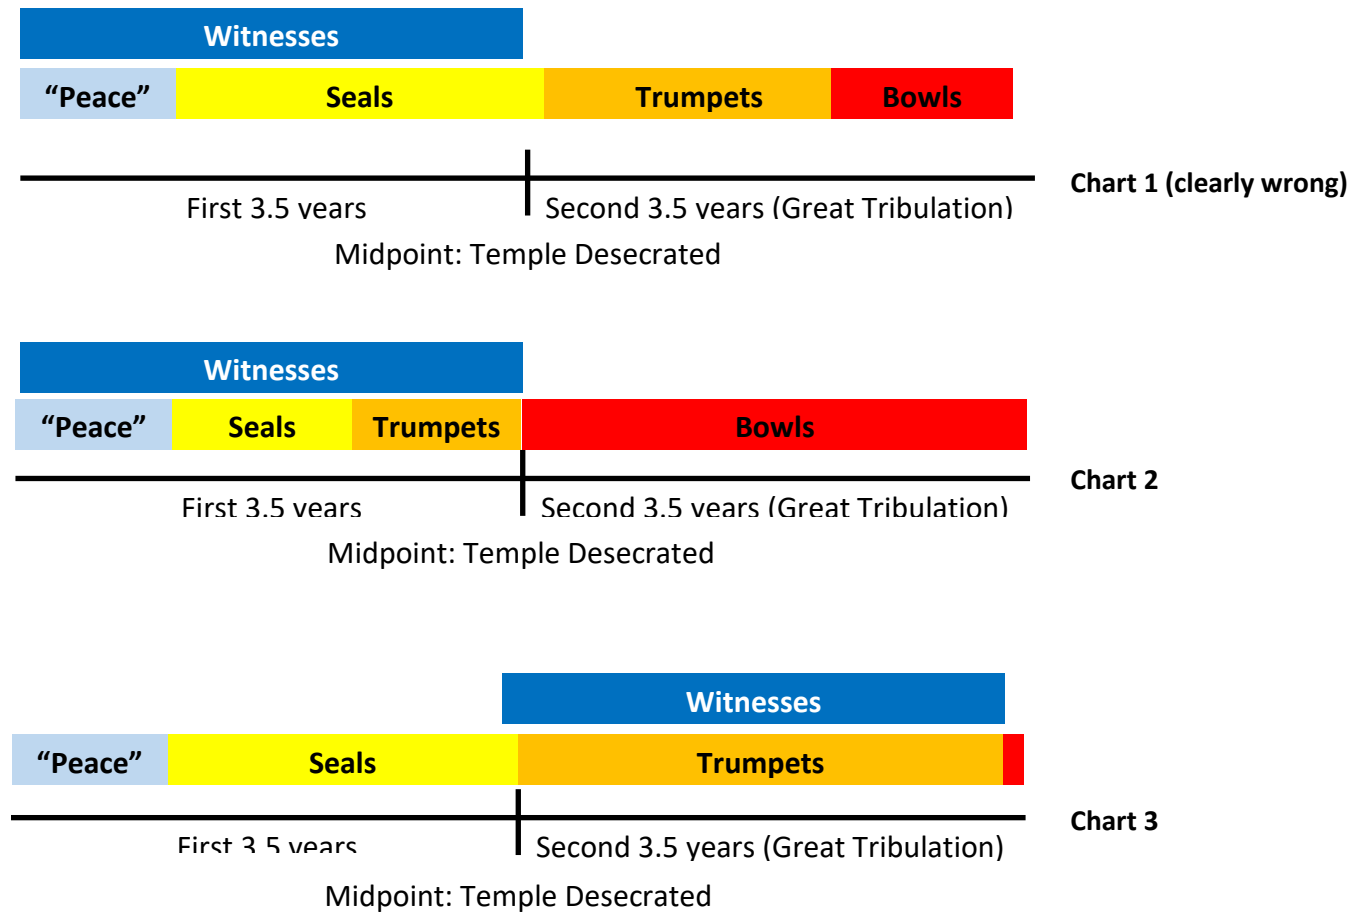 Witnesses
“Peace” Seals Trumpets Bowls
Chart 1 (clearly wrong)
First 3.5 years Second 3.5 years (Great Tribulation)
Midpoint: Temple Desecrated
Witnesses
“Peace” Seals Trumpets Bowls
Chart 2
First 3.5 years Second 3.5 years (Great Tribulation)
Midpoint: Temple Desecrated
Witnesses
“Peace” Seals Trumpets
Chart 3
First 3.5 years Second 3.5 years (Great Tribulation)
Midpoint: Temple Desecrated